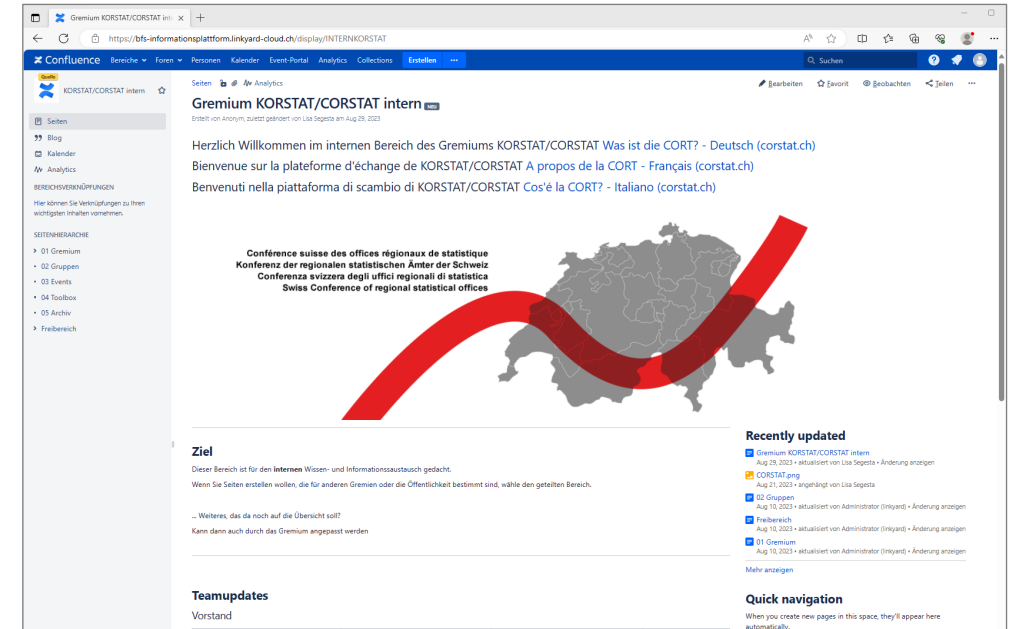 Gremium KORSTAT/CORSTAT inte
https://bfs-informationsplattform.linkyard-cloud.ch/display/INTERNKORSTAT
Confluence Bereiche Foren Personen Kalender Event-Portal Analytics Collections Erstellen ··· Suchen
Quelle
KORSTAT/CORSTAT intern
Seiten
Blog
Kalender
Analytics
BEREICHSVERKNÜPFUNGEN
Hier können Sie Verknüpfungen zu Ihren
wichtigsten Inhalten vornehmen.
SEITENHIERARCHIE
01 Gremium
02 Gruppen
03 Events
04 Toolbox
05 Archiv
Freibereich
Seiten Analytics Bearbeiten Favorit Beobachten Teilen ···
Gremium KORSTAT/CORSTAT intern NEU
Erstellt von Anonym, zuletzt geändert von Lisa Segesta am Aug 29, 2023
Herzlich Willkommen im internen Bereich des Gremiums KORSTAT/CORSTAT Was ist die CORT? - Deutsch (corstat.ch)
Bienvenue sur la plateforme d'échange de KORSTAT/CORSTAT A propos de la CORT - Français (corstat.ch)
Benvenuti nella piattaforma di scambio di KORSTAT/CORSTAT Cos'é la CORT? - Italiano (corstat.ch)
Conférence suisse des offices régionaux de statistique
Konferenz der regionalen statistischen Ämter der Schweiz
Conferenza svizzera degli uffici regionali di statistica
Swiss Conference of regional statistical offices
Ziel
Dieser Bereich ist für den internen Wissen- und Informationssaustausch gedacht.
Wenn Sie Seiten erstellen wollen, die für anderen Gremien oder die Öffentlichkeit bestimmt sind, wähle den geteilten Bereich.
... Weiteres, das da noch auf die Übersicht soll?
Kann dann auch durch das Gremium angepasst werden
Teamupdates
Vorstand
Recently updated
Gremium KORSTAT/CORSTAT intern
Aug 29, 2023 • aktualisiert von Lisa Segesta • Änderung anzeigen
CORSTAT.png
Aug 21, 2023 • angehängt von Lisa Segesta
02 Gruppen
Aug 10, 2023 • aktualisiert von Administrator (linkyard) • Änderung anzeigen
Freibereich
Aug 10, 2023 • aktualisiert von Administrator (linkyard) • Änderung anzeigen
01 Gremium
Aug 10, 2023 • aktualisiert von Administrator (linkyard) • Änderung anzeigen
Mehr anzeigen
Quick navigation
When you create new pages in this space, they'll appear here
automatically.